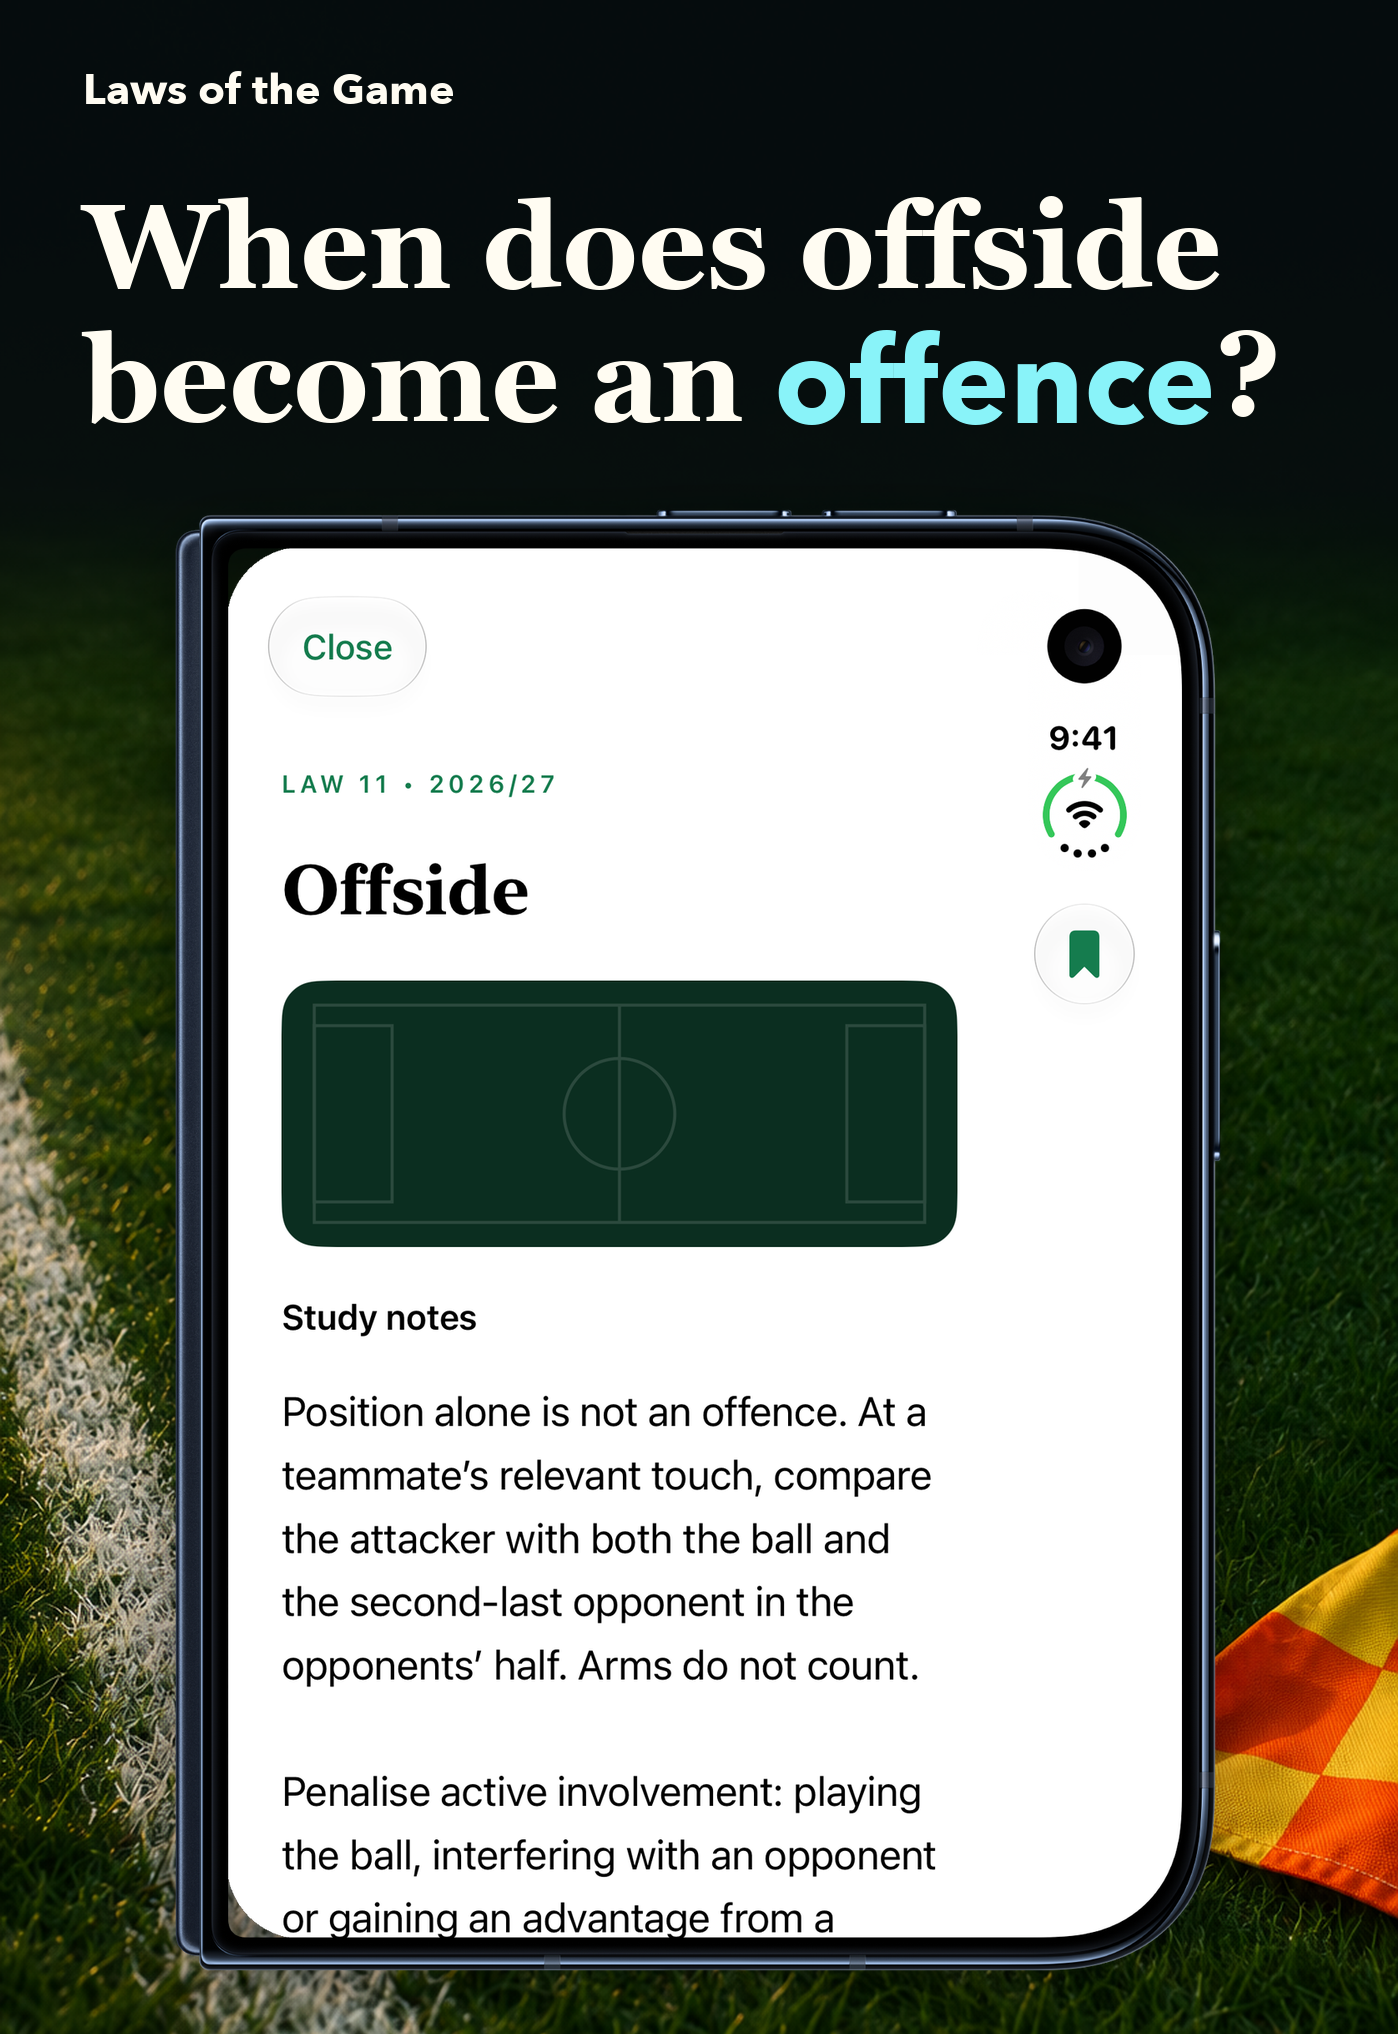 Laws of the Game
When does offside
become an offence?
Close
9:41
LAW 11 • 2026/27
Offside
Study notes
Position alone is not an offence. At a
teammate’s relevant touch, compare
the attacker with both the ball and
the second-last opponent in the
opponents’ half. Arms do not count.
Penalise active involvement: playing
the ball, interfering with an opponent
or gaining an advantage from a